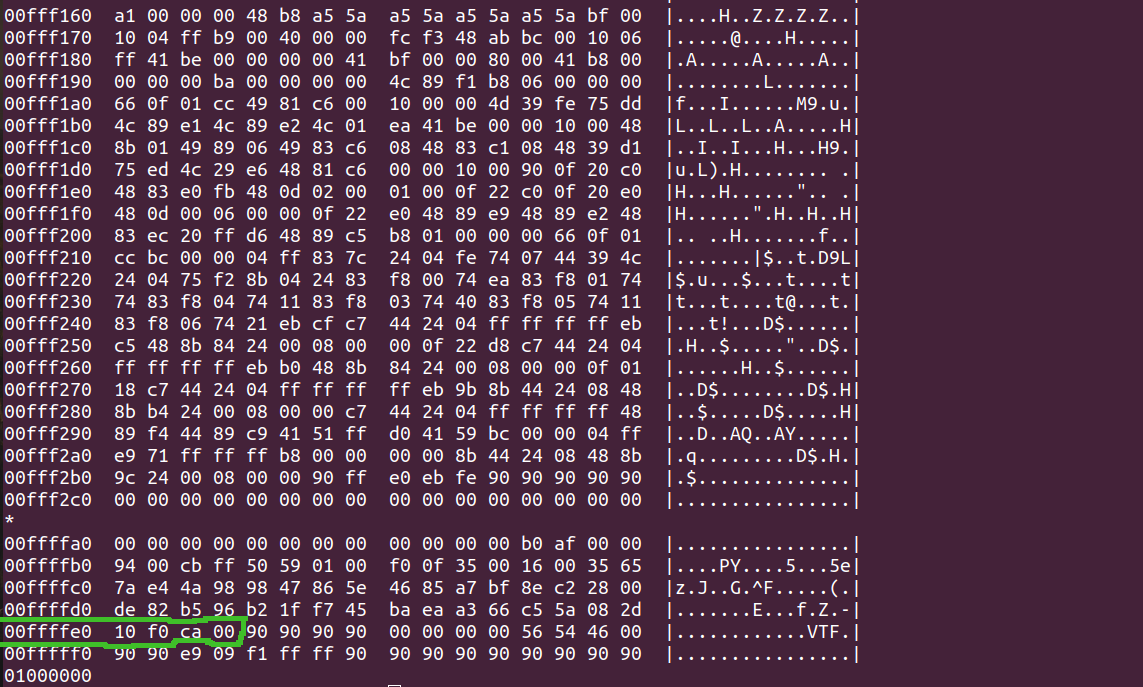 00fff160  a1 00 00 00 48 b8 a5 5a  a5 5a a5 5a a5 5a bf 00  |....H..Z.Z.Z.Z..|
00fff170  10 04 ff b9 00 40 00 00  fc f3 48 ab bc 00 10 06  |.....@....H.....|
00fff180  ff 41 be 00 00 00 00 41  bf 00 00 80 00 41 b8 00  |.A.....A.....A..|
00fff190  00 00 00 ba 00 00 00 00  4c 89 f1 b8 06 00 00 00  |........L.......|
00fff1a0  66 0f 01 cc 49 81 c6 00  10 00 00 4d 39 fe 75 dd  |f...I......M9.u.|
00fff1b0  4c 89 e1 4c 89 e2 4c 01  ea 41 be 00 00 10 00 48  |L..L..L..A.....H|
00fff1c0  8b 01 49 89 06 49 83 c6  08 48 83 c1 08 48 39 d1  |..I..I...H...H9.|
00fff1d0  75 ed 4c 29 e6 48 81 c6  00 00 10 00 90 0f 20 c0  |u.L).H........ .|
00fff1e0  48 83 e0 fb 48 0d 02 00  01 00 0f 22 c0 0f 20 e0  |H...H......".. .|
00fff1f0  48 0d 00 06 00 00 0f 22  e0 48 89 e9 48 89 e2 48  |H......".H..H..H|
00fff200  83 ec 20 ff d6 48 89 c5  b8 01 00 00 00 66 0f 01  |.. ..H.......f..|
00fff210  cc bc 00 00 04 ff 83 7c  24 04 fe 74 07 44 39 4c  |.......|$..t.D9L|
00fff220  24 04 75 f2 8b 04 24 83  f8 00 74 ea 83 f8 01 74  |$.u...$...t....t|
00fff230  74 83 f8 04 74 11 83 f8  03 74 40 83 f8 05 74 11  |t...t....t@...t.|
00fff240  83 f8 06 74 21 eb cf c7  44 24 04 ff ff ff ff eb  |...t!...D$......|
00fff250  c5 48 8b 84 24 00 08 00  00 0f 22 d8 c7 44 24 04  |.H..$....."..D$.|
00fff260  ff ff ff ff eb b0 48 8b  84 24 00 08 00 00 0f 01  |......H..$......|
00fff270  18 c7 44 24 04 ff ff ff  ff eb 9b 8b 44 24 08 48  |..D$........D$.H|
00fff280  8b b4 24 00 08 00 00 c7  44 24 04 ff ff ff ff 48  |..$.....D$.....H|
00fff290  89 f4 44 89 c9 41 51 ff  d0 41 59 bc 00 00 04 ff  |..D..AQ..AY.....|
00fff2a0  e9 71 ff ff ff b8 00 00  00 00 8b 44 24 08 48 8b  |.q.........D$.H.|
00fff2b0  9c 24 00 08 00 00 90 ff  e0 eb fe 90 90 90 90 90  |.$..............|
00fff2c0  00 00 00 00 00 00 00 00  00 00 00 00 00 00 00 00  |................|
*
00ffffa0  00 00 00 00 00 00 00 00  00 00 00 00 b0 af 00 00  |................|
00ffffb0  94 00 cb ff 50 59 01 00  f0 0f 35 00 16 00 35 65  |....PY....5...5e|
00ffffc0  7a e4 4a 98 98 47 86 5e  46 85 a7 bf 8e c2 28 00  |z.J..G.^F.....(.|
00ffffd0  de 82 b5 96 b2 1f f7 45  ba ea a3 66 c5 5a 08 2d  |.......E...f.Z.-|
00ffffe0  10 f0 ca 00 90 90 90 90  00 00 00 00 56 54 46 00  |............VTF.|
00fffff0  90 90 e9 09 f1 ff ff 90  90 90 90 90 90 90 90 90  |................|
01000000